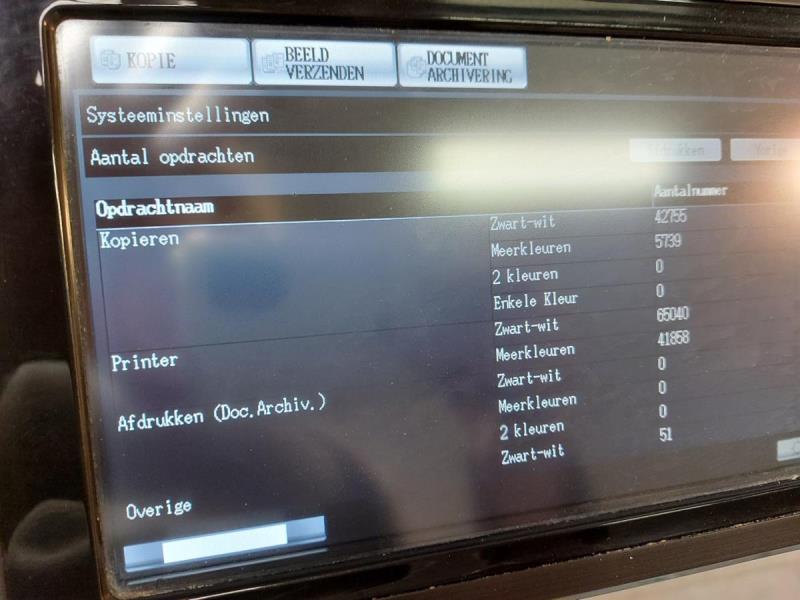 KOPIE
BEELD
VERZENDEN
DOCUMENT
ARCHIVERING
Systeeminstellingen
Aantal opdrachten
Afdrukken
Opdrachtnaam Aantalnummer
Kopieren Zwart-wit 42755
Meerkleuren 5739
2 kleuren 0
Enkele Kleur 0
Printer Zwart-wit 65040
Meerkleuren 41858
Afdrukken (Doc.Archiv.) Zwart-wit 0
Meerkleuren 0
2 kleuren 0
Overige Zwart-wit 51